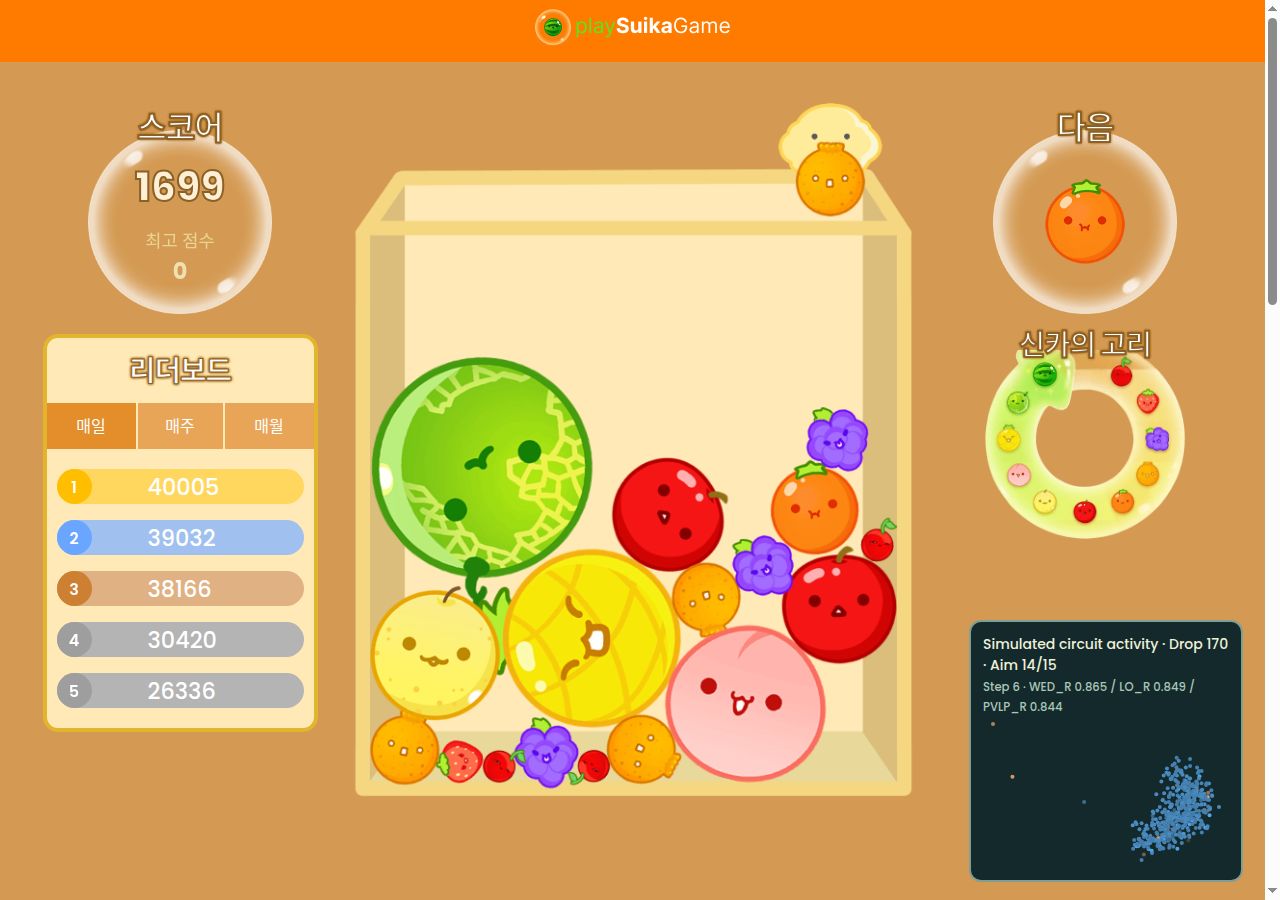 playSuikaGame
스코어
1699
최고 점수
0
리더보드
매일 매주 매월
1 40005
2 39032
3 38166
4 30420
5 26336
다음
신카의 고리
Simulated circuit activity · Drop 170
· Aim 14/15
Step 6 · WED_R 0.865 / LO_R 0.849 /
PVLP_R 0.844